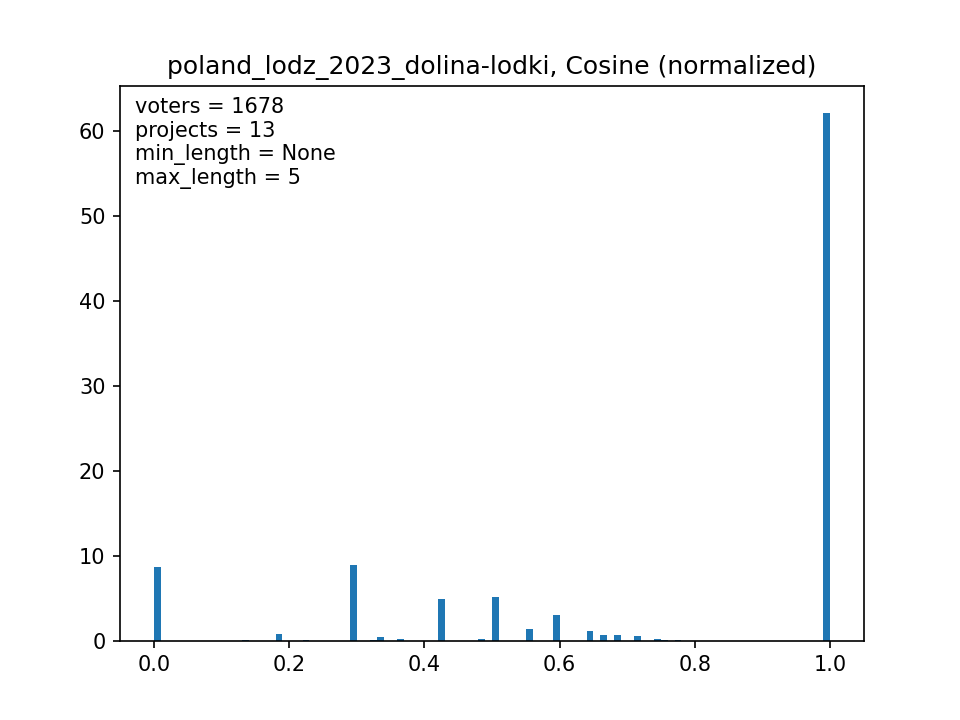 poland_lodz_2023_dolina-lodki, Cosine (normalized)
voters = 1678
projects = 13
min_length = None
max_length = 5
60
50
40
30
20
10
0
0.0 0.2 0.4 0.6 0.8 1.0